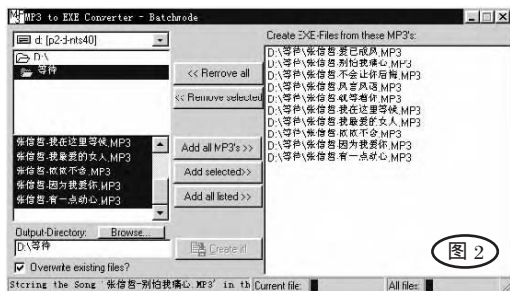 MP3 to EXE Converter - Batchmode
d: [p2-d-nts40]
D:\
等待
张信哲-我在这里等候.MP3
张信哲-我最爱的女人.MP3
张信哲-依依不舍.MP3
张信哲-因为我爱你.MP3
张信哲-有一点动心.MP3
Output-Directory: Browse...
D:\等待
Overwrite existing files?
<< Remove all
<< Remove selected
Add all MP3's >>
Add selected>>
Add all listed >>
Create it!
Create EXE-Files from these MP3's:
D:\等待\张信哲-爱已成风.MP3
D:\等待\张信哲-别怕我痛心.MP3
D:\等待\张信哲-不会让你后悔.MP3
D:\等待\张信哲-风言风语.MP3
D:\等待\张信哲-就等着你.MP3
D:\等待\张信哲-我在这里等候.MP3
D:\等待\张信哲-我最爱的女人.MP3
D:\等待\张信哲-依依不舍.MP3
D:\等待\张信哲-因为我爱你.MP3
D:\等待\张信哲-有一点动心.MP3
图 2
Storing the Song '张信哲-别怕我痛心.MP3' in th
Current file:
All files: